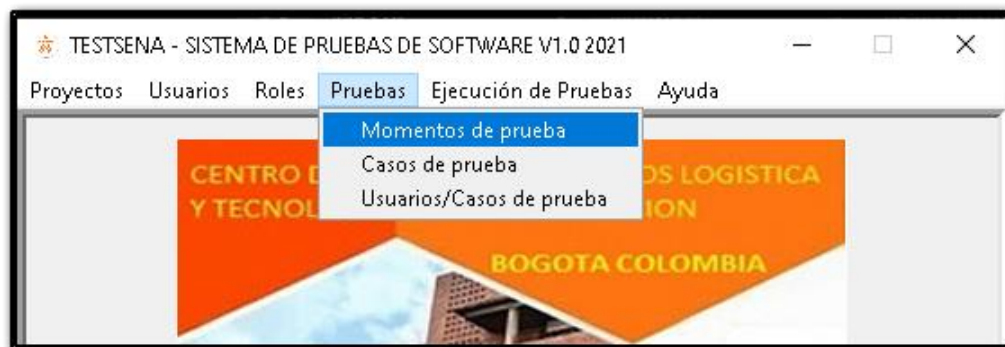 TESTSENA - SISTEMA DE PRUEBAS DE SOFTWARE V1.0 2021
Proyectos Usuarios Roles Pruebas Ejecución de Pruebas Ayuda
Momentos de prueba
Casos de prueba
Usuarios/Casos de prueba
CENTRO
OS LOGISTICA
Y TECNOL
ION
BOGOTA COLOMBIA